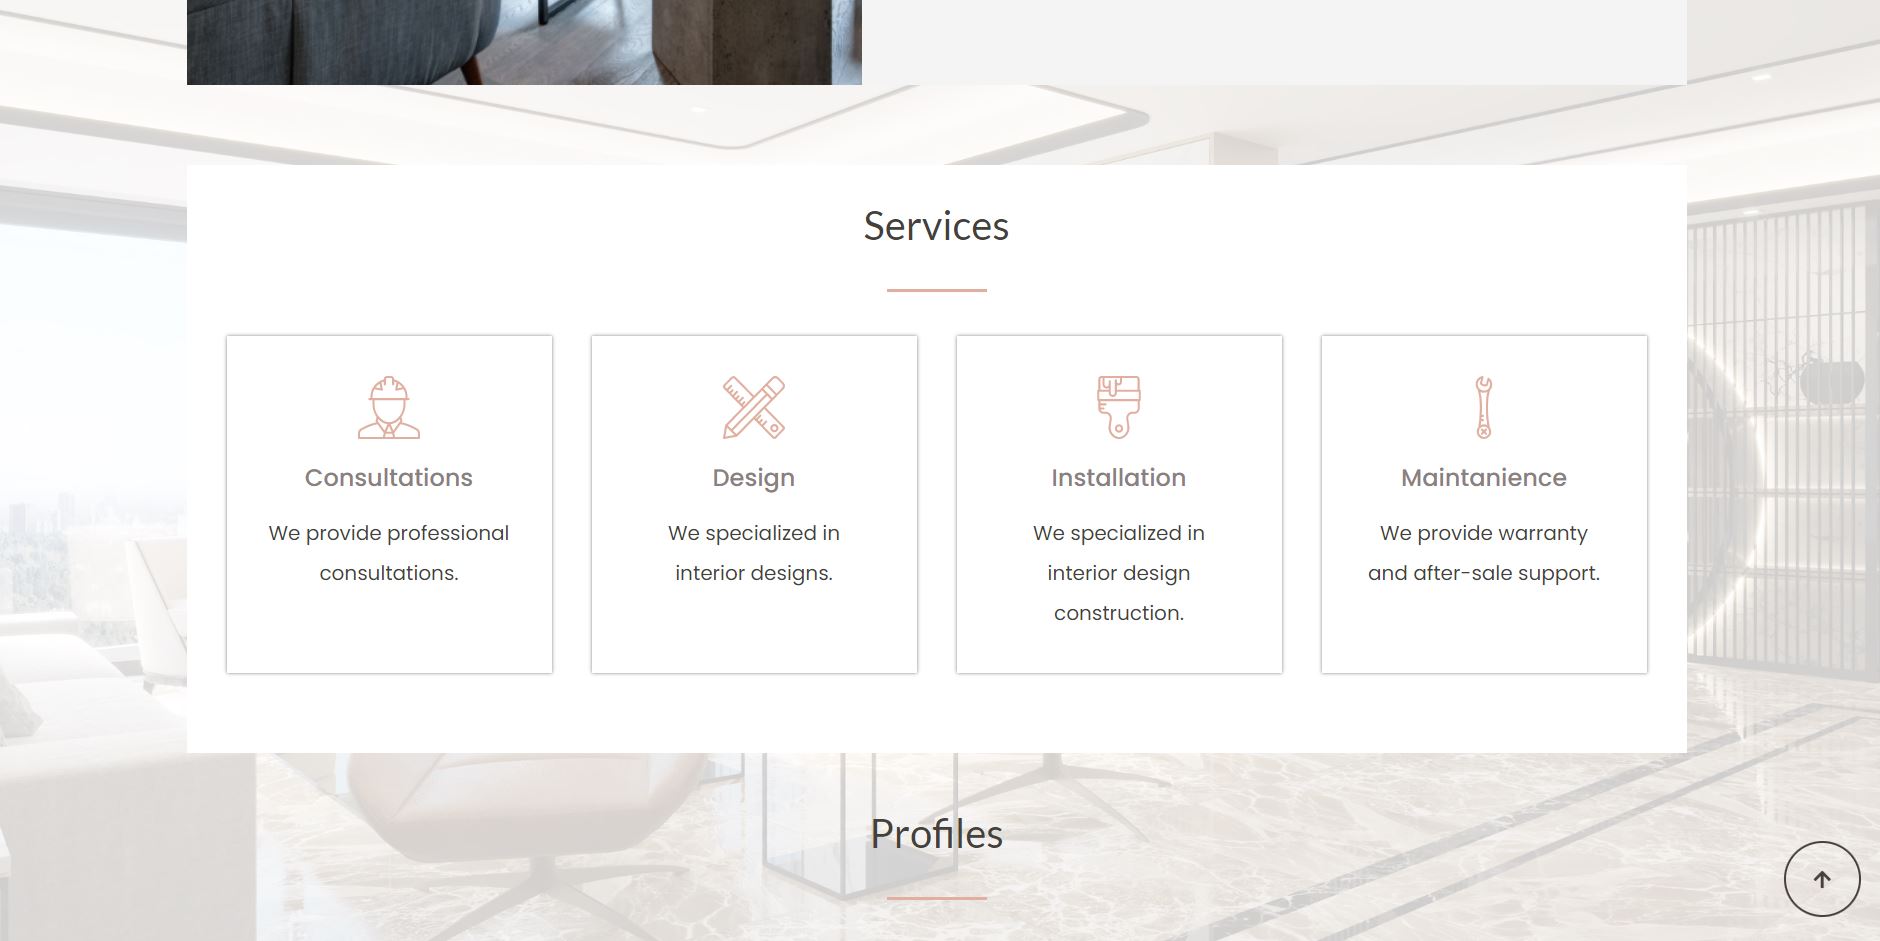 Services
Consultations
We provide professional
consultations.
Design
We specialized in
interior designs.
Installation
We specialized in
interior design
construction.
Maintanience
We provide warranty
and after-sale support.
Profiles